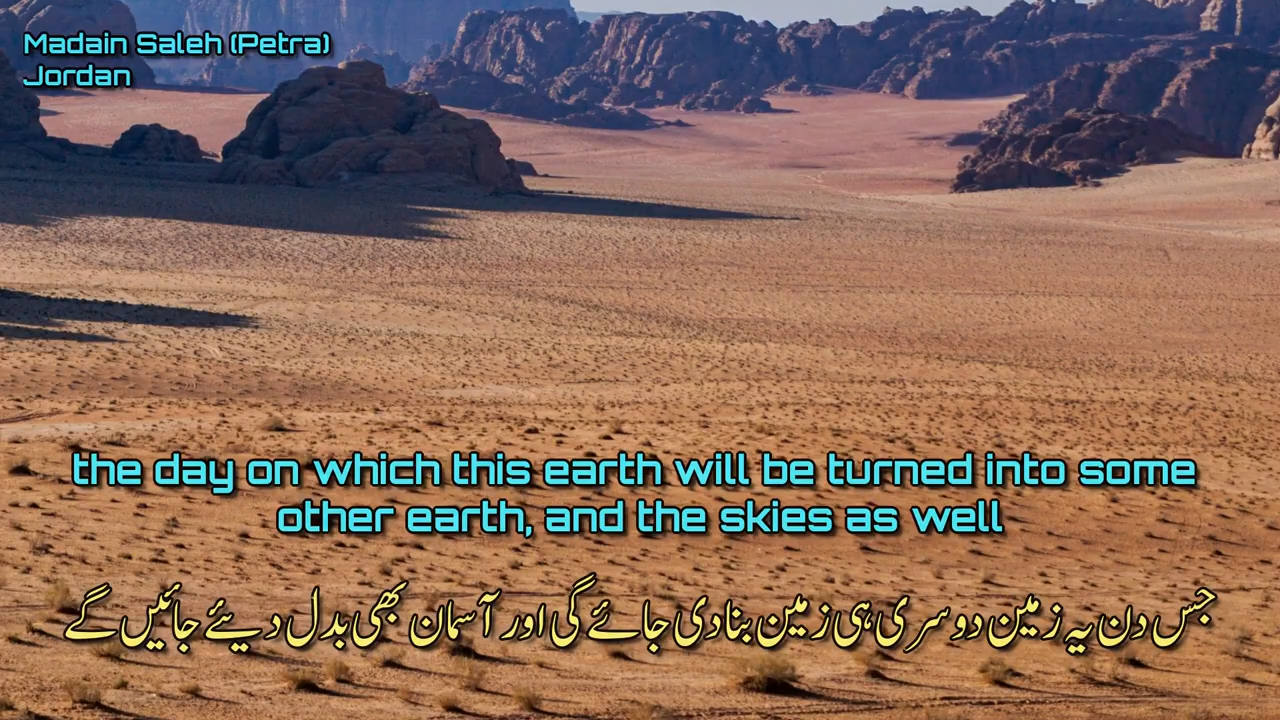 Madain Saleh (Petra)
Jordan
the day on which this earth will be turned into some
other earth, and the skies as well
جس دن یہ زمین دوسری ہی زمین بنا دی جائے گی اور آسمان بھی بدل دیئے جائیں گے